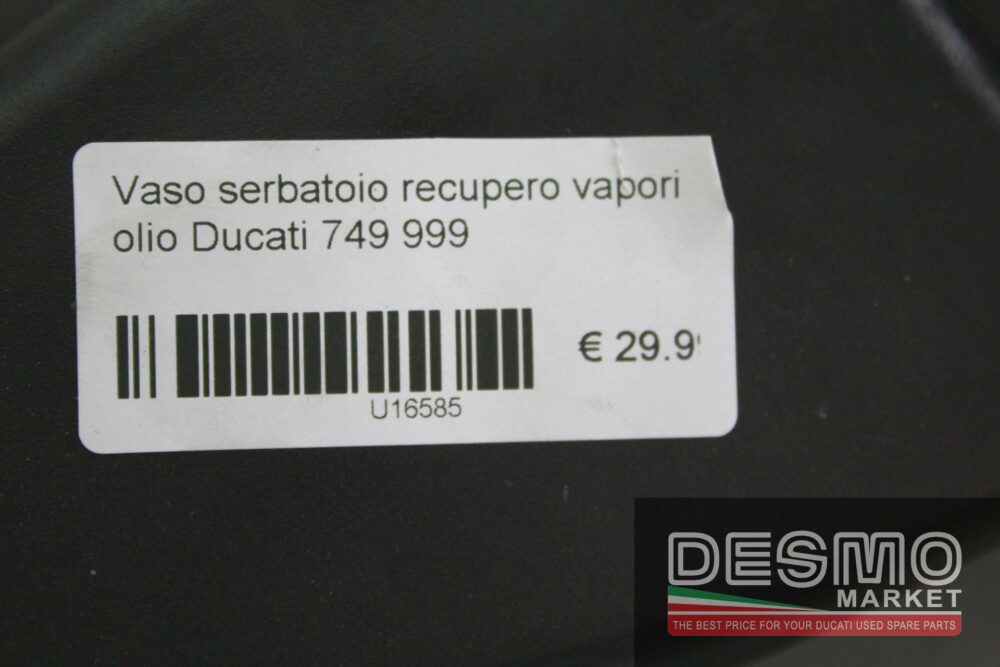 Vaso serbatoio recupero vapori
olio Ducati 749 999
€ 29.9
U16585
DESMO
MARKET
THE BEST PRICE FOR YOUR DUCATI USED SPARE PARTS